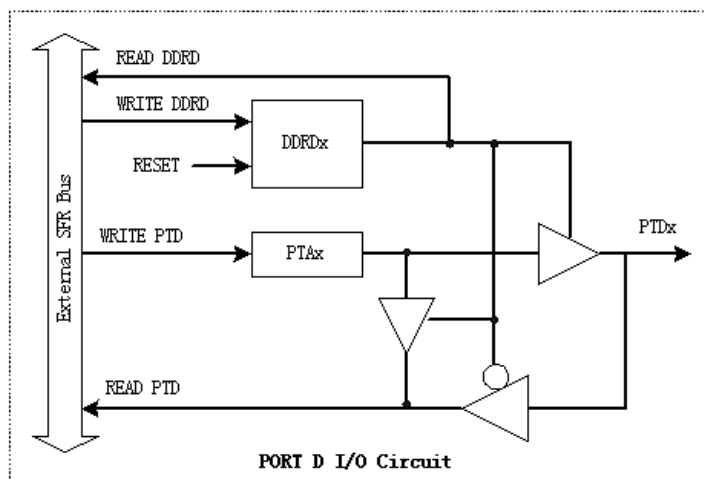 READ DDRD
WRITE DDRD
DDRDx
RESET
External SFR Bus
WRITE PTD
PTAx
PTDx
READ PTD
PORT D I/O Circuit